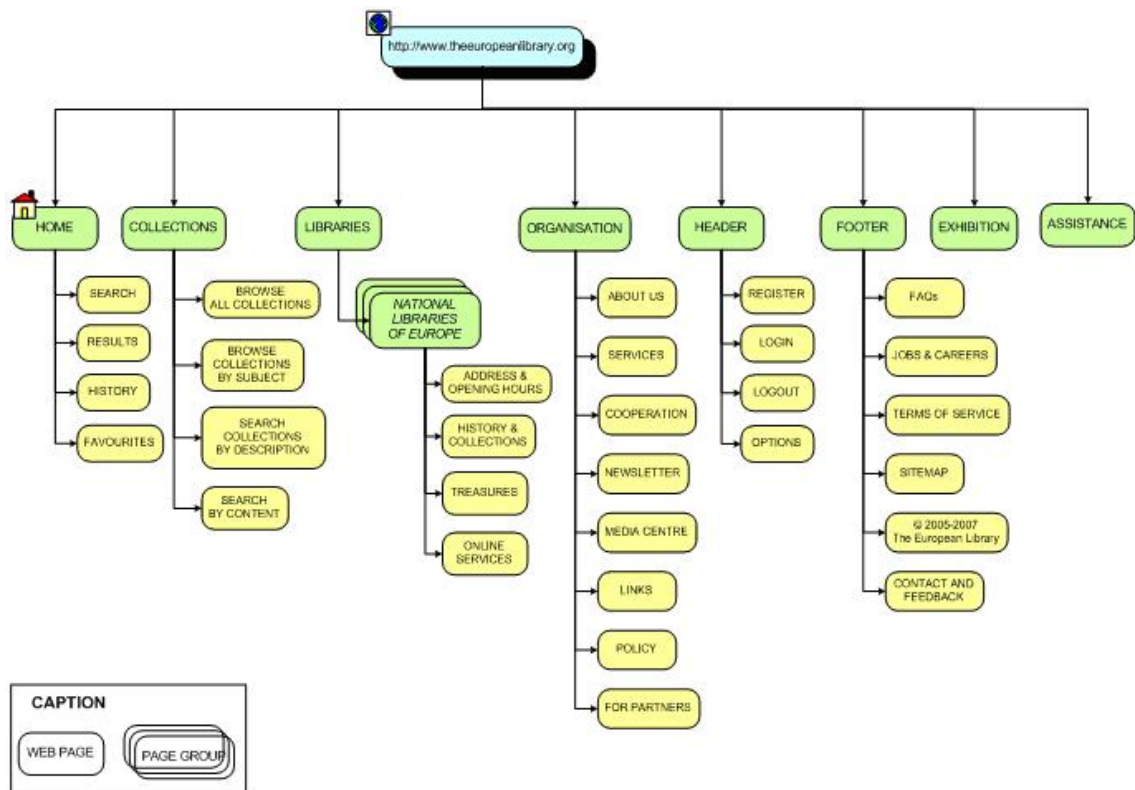 http://www.theeuropeanlibrary.org
HOME
COLLECTIONS
LIBRARIES
ORGANISATION
HEADER
FOOTER
EXHIBITION
ASSISTANCE
SEARCH
RESULTS
HISTORY
FAVOURITES
BROWSE
ALL COLLECTIONS
BROWSE
COLLECTIONS
BY SUBJECT
SEARCH
COLLECTIONS
BY DESCRIPTION
SEARCH
BY CONTENT
NATIONAL
LIBRARIES
OF EUROPE
ADDRESS &
OPENING HOURS
HISTORY &
COLLECTIONS
TREASURES
ONLINE
SERVICES
ABOUT US
SERVICES
COOPERATION
NEWSLETTER
MEDIA CENTRE
LINKS
POLICY
FOR PARTNERS
REGISTER
LOGIN
LOGOUT
OPTIONS
FAQs
JOBS & CAREERS
TERMS OF SERVICE
SITEMAP
© 2005-2007
The European Library
CONTACT AND
FEEDBACK
CAPTION
WEB PAGE
PAGE GROUP